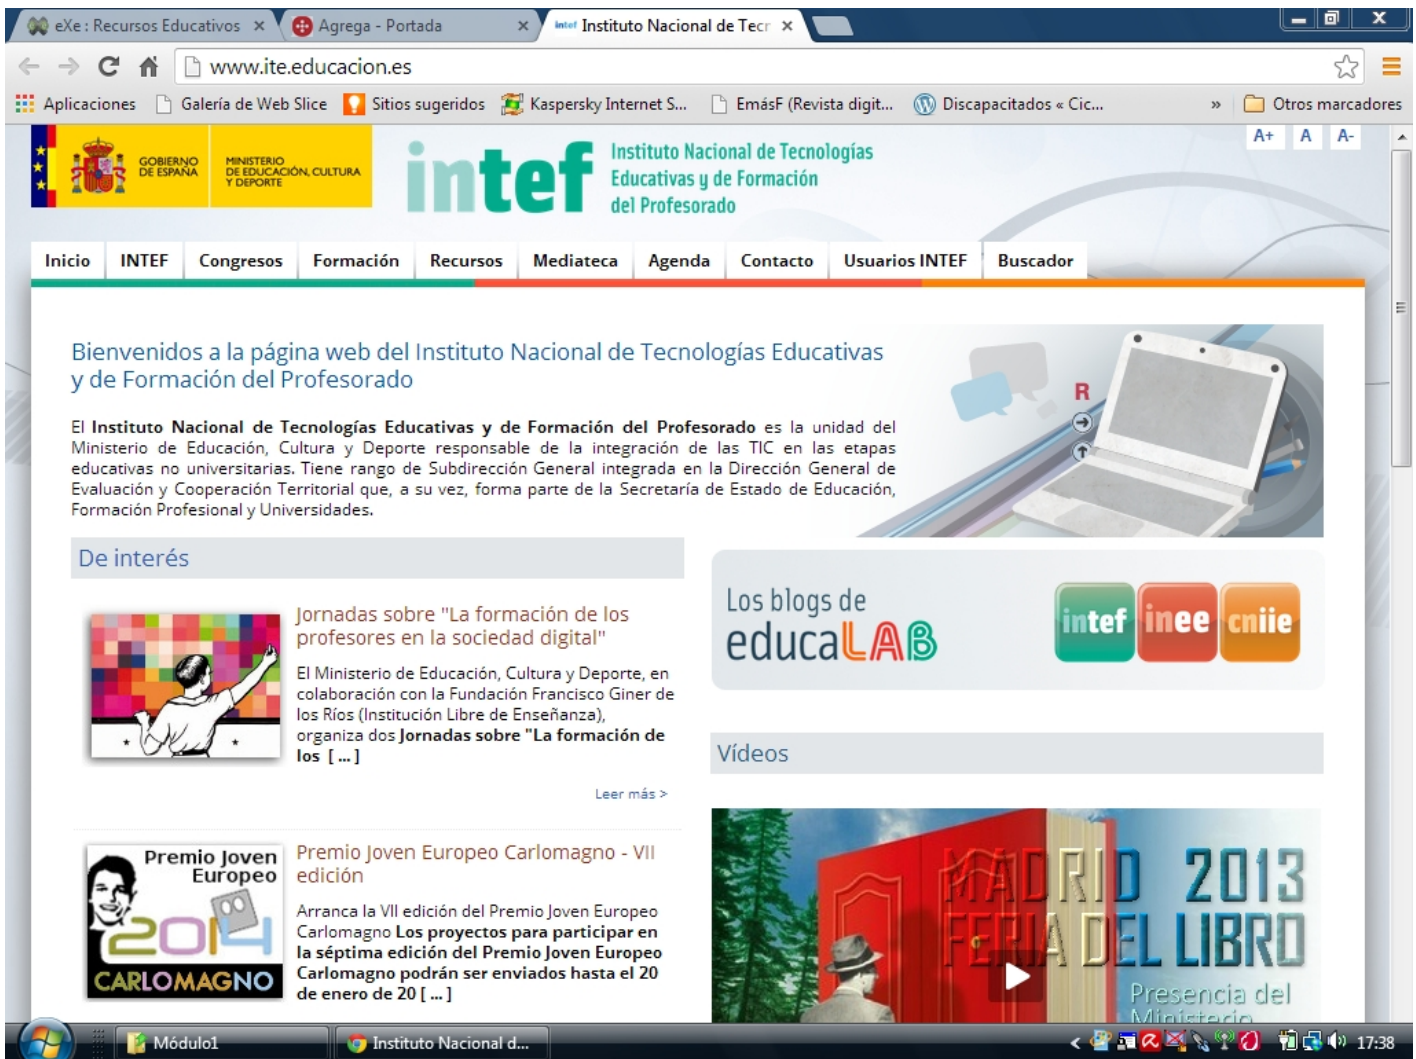 eXe : Recursos Educativos
Agrega - Portada
intef Instituto Nacional de Tecr
www.ite.educacion.es
Aplicaciones
Galería de Web Slice
Sitios sugeridos
Kaspersky Internet S...
EmásF (Revista digit...
Discapacitados « Cic...
»
Otros marcadores
GOBIERNO
DE ESPAÑA
MINISTERIO
DE EDUCACIÓN, CULTURA
Y DEPORTE
intef
Instituto Nacional de Tecnologías
Educativas y de Formación
del Profesorado
A+ A A-
Inicio INTEF Congresos Formación Recursos Mediateca Agenda Contacto Usuarios INTEF Buscador
Bienvenidos a la página web del Instituto Nacional de Tecnologías Educativas
y de Formación del Profesorado
El Instituto Nacional de Tecnologías Educativas y de Formación del Profesorado es la unidad del
Ministerio de Educación, Cultura y Deporte responsable de la integración de las TIC en las etapas
educativas no universitarias. Tiene rango de Subdirección General integrada en la Dirección General de
Evaluación y Cooperación Territorial que, a su vez, forma parte de la Secretaría de Estado de Educación,
Formación Profesional y Universidades.
R
De interés
Jornadas sobre "La formación de los
profesores en la sociedad digital"
El Ministerio de Educación, Cultura y Deporte, en
colaboración con la Fundación Francisco Giner de
los Ríos (Institución Libre de Enseñanza),
organiza dos Jornadas sobre "La formación de
los [ ... ]
Leer más >
Premio Joven
Europeo
2014
CARLOMAGNO
Premio Joven Europeo Carlomagno - VII
edición
Arranca la VII edición del Premio Joven Europeo
Carlomagno Los proyectos para participar en
la séptima edición del Premio Joven Europeo
Carlomagno podrán ser enviados hasta el 20
de enero de 20 [ ... ]
Los blogs de
educaLAB
intef inee cniie
Vídeos
MADRID 2013
FERIA DEL LIBRO
Presencia del
Ministerio
Módulo1
Instituto Nacional d...
17:38